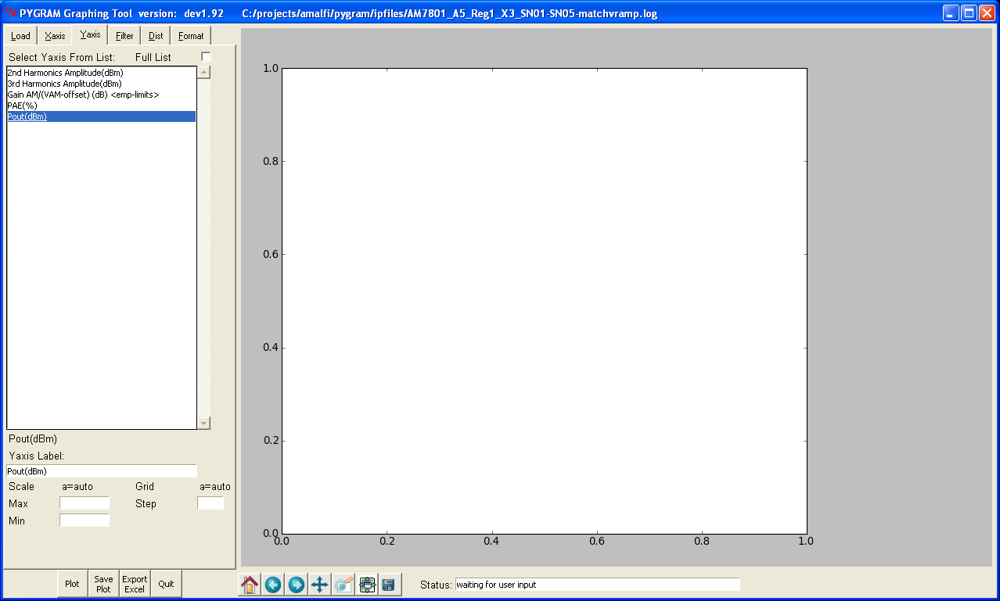 PYGRAM Graphing Tool version: dev1.92 C:/projects/amalfi/pygram/ipfiles/AM7801_A5_Reg1_X3_SN01-SN05-matchvramp.log
Load Xaxis Yaxis Filter Dist Format
Select Yaxis From List: Full List
2nd Harmonics Amplitude(dBm)
3rd Harmonics Amplitude(dBm)
Gain AM/(VAM-offset) (dB) <emp-limits>
PAE(%)
Pout(dBm)
Pout(dBm)
Yaxis Label:
Pout(dBm)
Scale a=auto Grid a=auto
Max Step
Min
Plot Save Plot Export Excel Quit
1.0
0.8
0.6
0.4
0.2
0.0
0.0 0.2 0.4 0.6 0.8 1.0
Status: waiting for user input